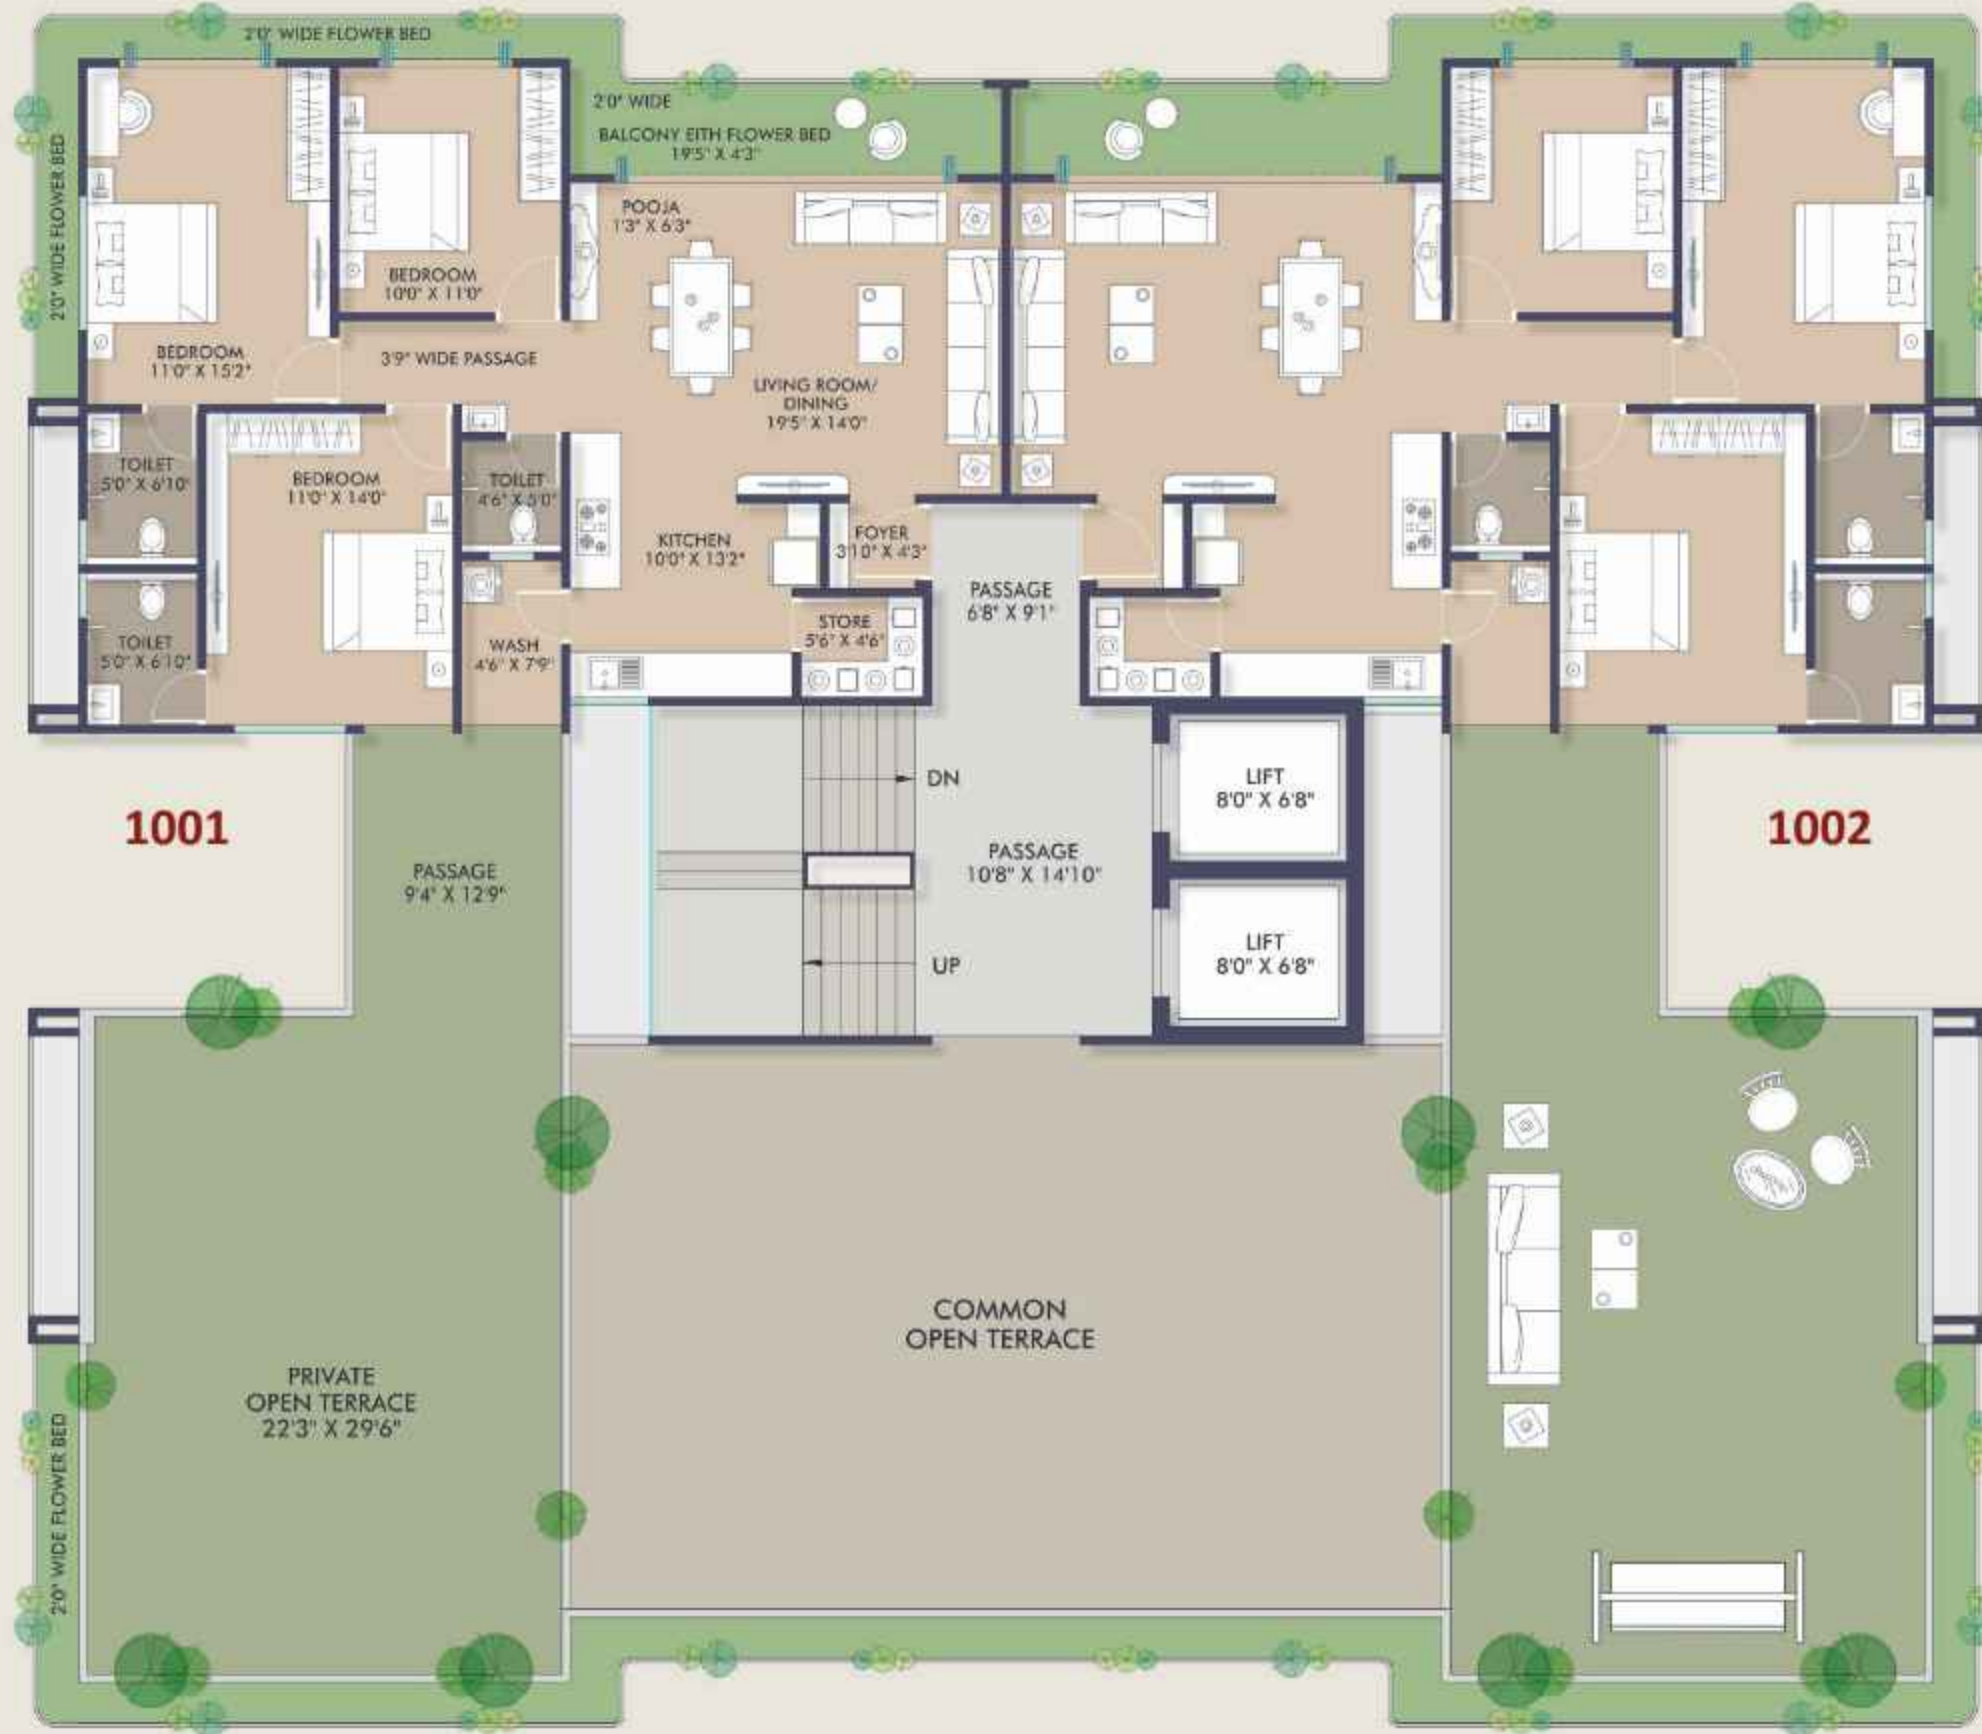 2'0" WIDE FLOWER BED
2'0" WIDE FLOWER BED
2'0" WIDE
BALCONY EITH FLOWER BED
19'5" X 4'3"
POOJA
1'3" X 6'3"
BEDROOM
10'0" X 11'0"
BEDROOM
11'0" X 15'2"
3'9" WIDE PASSAGE
LIVING ROOM/
DINING
19'5" X 14'0"
TOILET
5'0" X 6'10"
BEDROOM
11'0" X 14'0"
TOILET
4'6" X 5'0"
KITCHEN
10'0" X 13'2"
FOYER
3'10" X 4'3"
PASSAGE
6'8" X 9'1"
TOILET
5'0" X 6'10"
WASH
4'6" X 7'9"
STORE
5'6" X 4'6"
DN
LIFT
8'0" X 6'8"
1001
1002
PASSAGE
9'4" X 12'9"
PASSAGE
10'8" X 14'10"
UP
LIFT
8'0" X 6'8"
COMMON
OPEN TERRACE
PRIVATE
OPEN TERRACE
22'3" X 29'6"
2'0" WIDE FLOWER BED